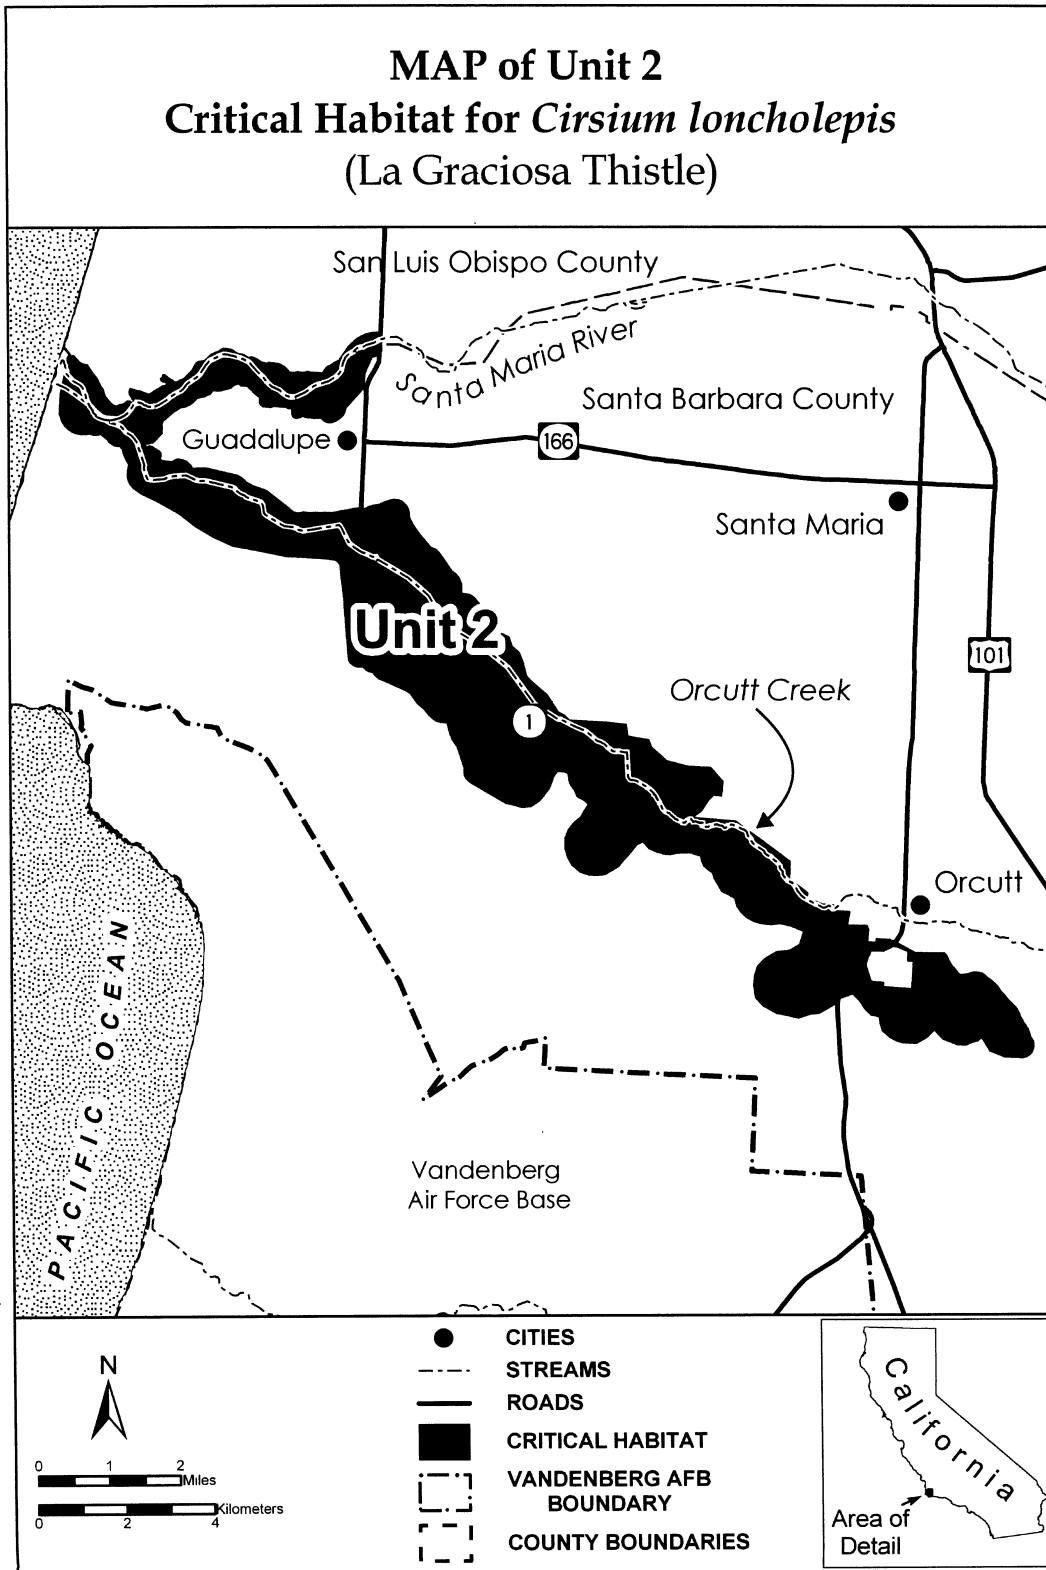 MAP of Unit 2
Critical Habitat for Cirsium loncholepis
(La Graciosa Thistle)
San Luis Obispo County
Santa Maria River
Santa Barbara County
Guadalupe
166
Santa Maria
Unit 2
101
Orcutt Creek
1
Orcutt
PACIFIC OCEAN
Vandenberg
Air Force Base
N
0 1 2
Miles
Kilometers
0 2 4
CITIES
STREAMS
ROADS
CRITICAL HABITAT
VANDENBERG AFB
BOUNDARY
COUNTY BOUNDARIES
California
Area of
Detail